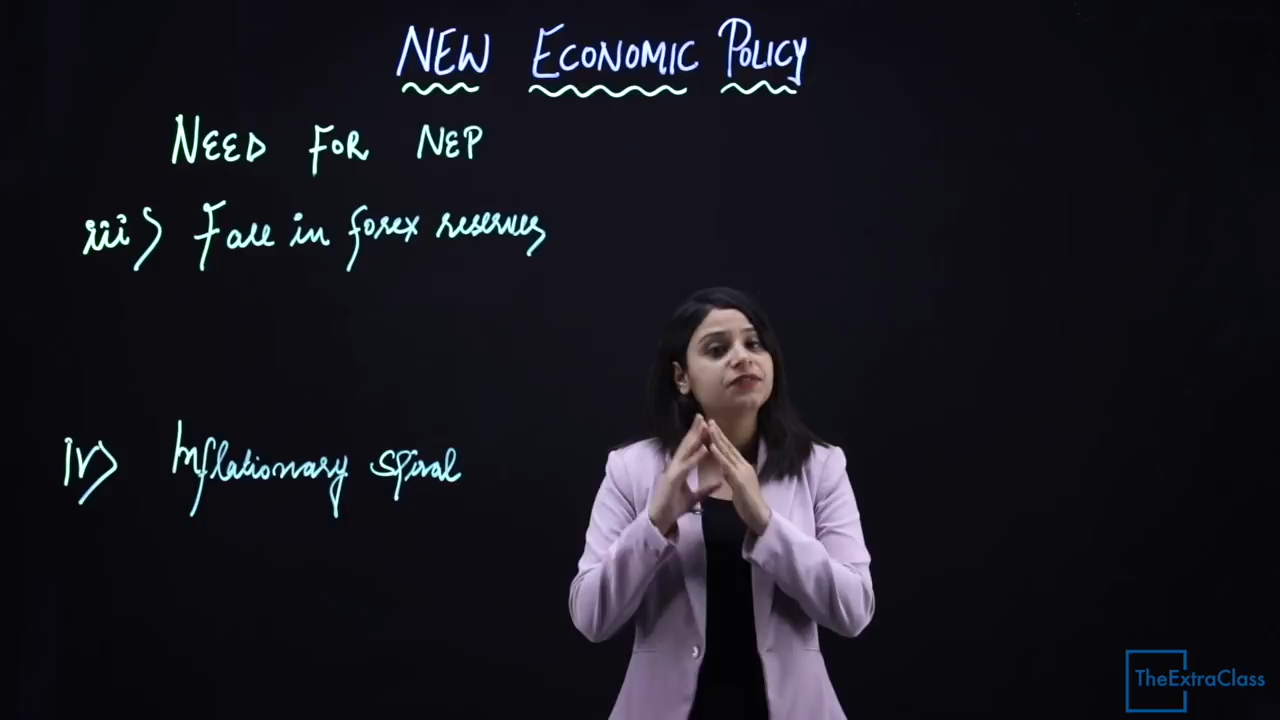 NEW ECONOMIC POLICY
NEED FOR NEP
iii) Fall in forex reserves
IV) Inflationary spiral
TheExtraClass